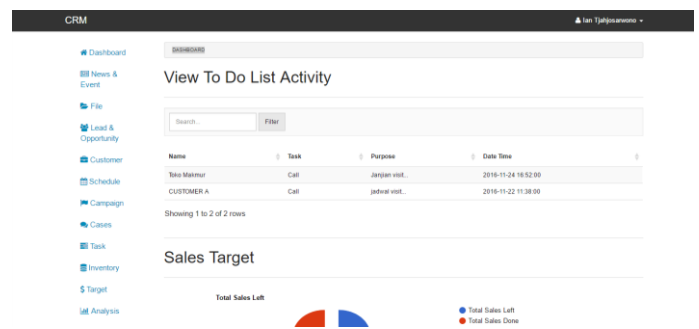 CRM
Ian Tjahjosarwono
Dashboard
News &
Event
File
Lead &
Opportunity
Customer
Schedule
Campaign
Cases
Task
Inventory
$ Target
Analysis
DASHBOARD
View To Do List Activity
Search...
Filter
Name Task Purpose Date Time
Toko Makmur Call Janjian visit... 2016-11-24 16:52:00
CUSTOMER A Call jadwal visit... 2016-11-22 11:38:00
Showing 1 to 2 of 2 rows
Sales Target
Total Sales Left
Total Sales Left
Total Sales Done